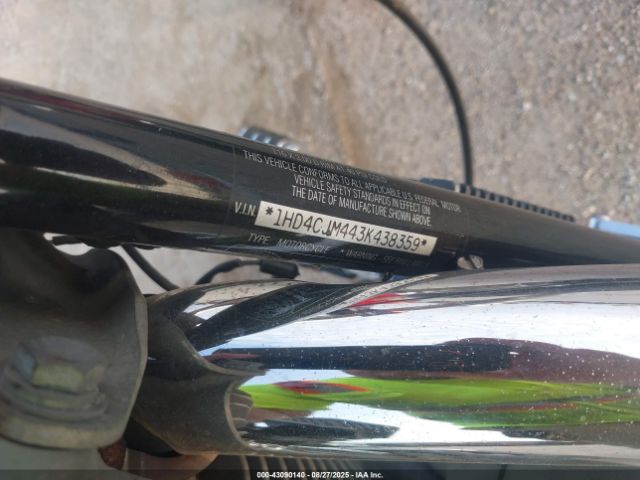 THIS VEHICLE CONFORMS TO ALL APPLICABLE U.S. FEDERAL MOTOR
VEHICLE SAFETY STANDARDS IN EFFECT ON
THE DATE OF MANUFACTURE SHOWN ABOVE.
V.I.N. *1HD4CJM443K438359*
TYPE MOTORCYCLE * WARNING
000-43090140 | 08/27/2025 | IAA Inc.